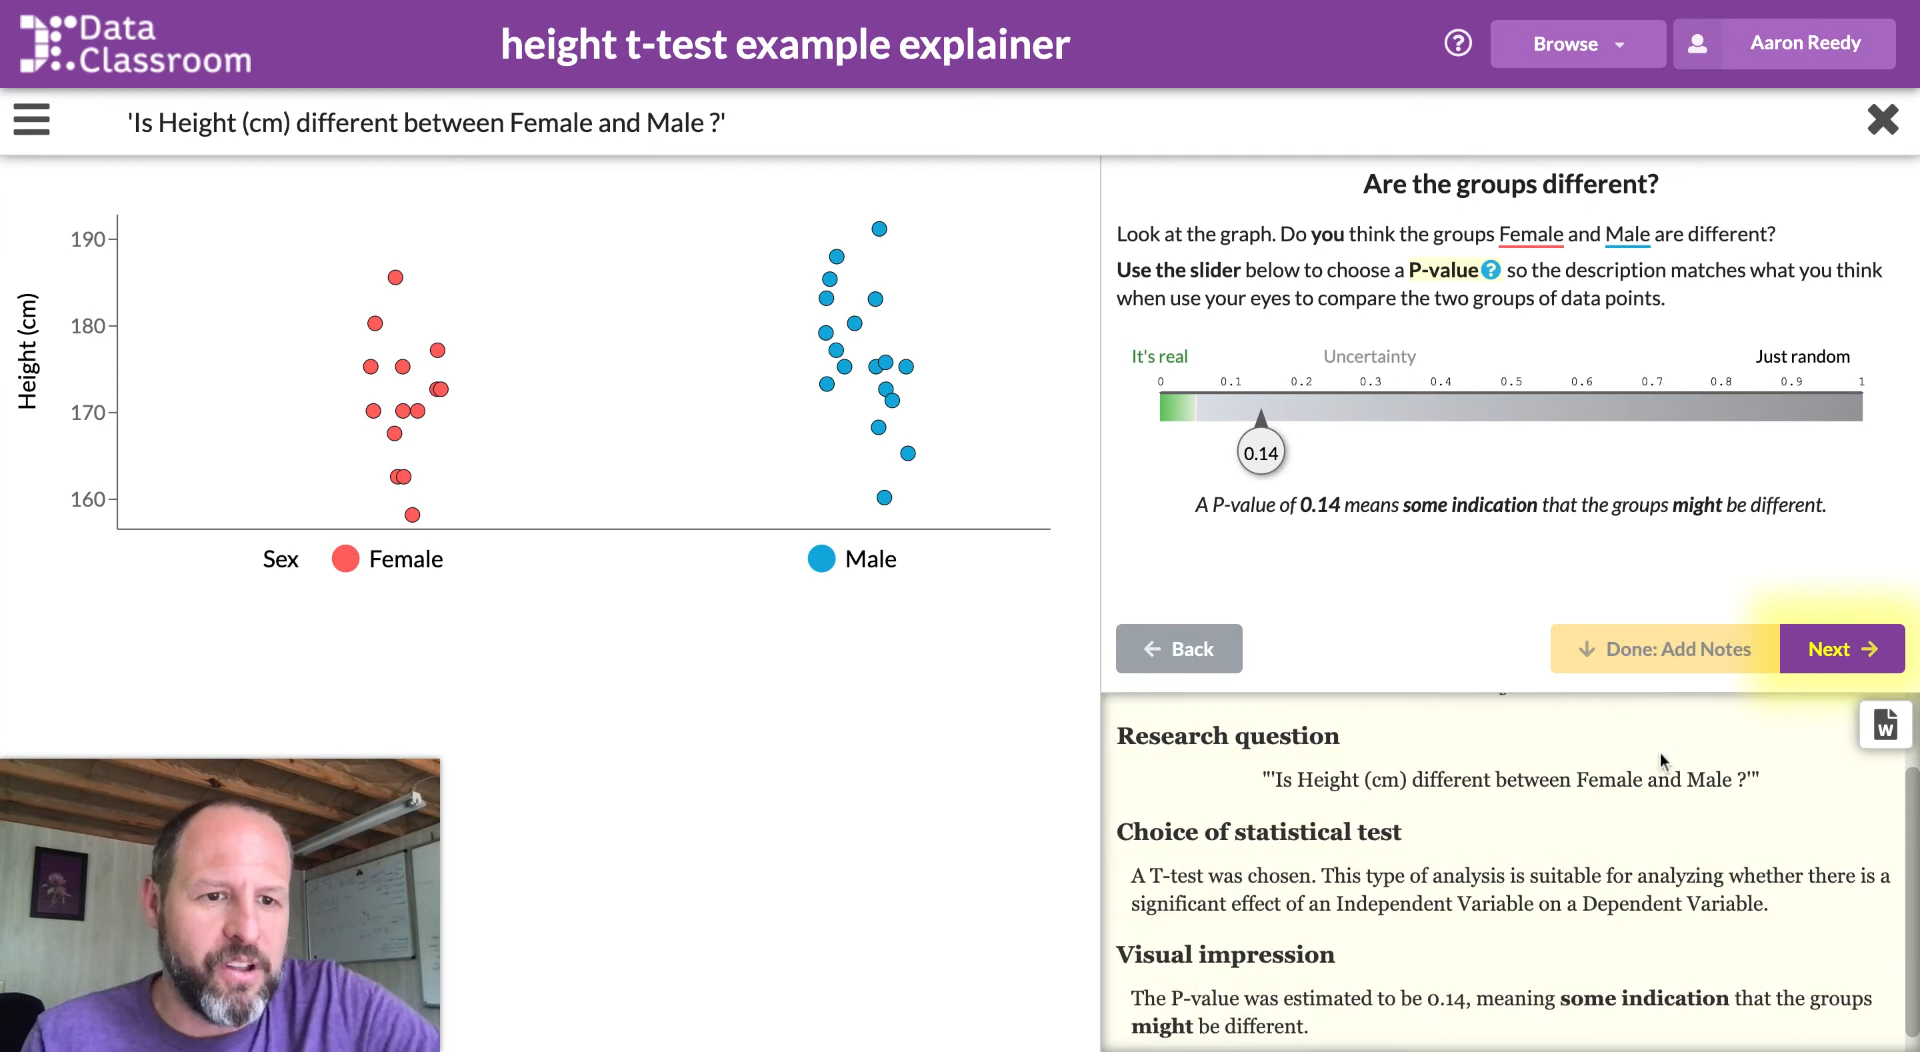 Data
Classroom
height t-test example explainer
?
Browse
Aaron Reedy
'Is Height (cm) different between Female and Male ?'
Height (cm)
190
180
170
160
Sex
Female
Male
Are the groups different?
Look at the graph. Do you think the groups Female and Male are different?
Use the slider below to choose a P-value ? so the description matches what you think
when use your eyes to compare the two groups of data points.
It's real
Uncertainty
Just random
0 0.1 0.2 0.3 0.4 0.5 0.6 0.7 0.8 0.9 1
0.14
A P-value of 0.14 means some indication that the groups might be different.
Back
Done: Add Notes
Next
W
Research question
"'Is Height (cm) different between Female and Male ?'"
Choice of statistical test
A T-test was chosen. This type of analysis is suitable for analyzing whether there is a
significant effect of an Independent Variable on a Dependent Variable.
Visual impression
The P-value was estimated to be 0.14, meaning some indication that the groups
might be different.